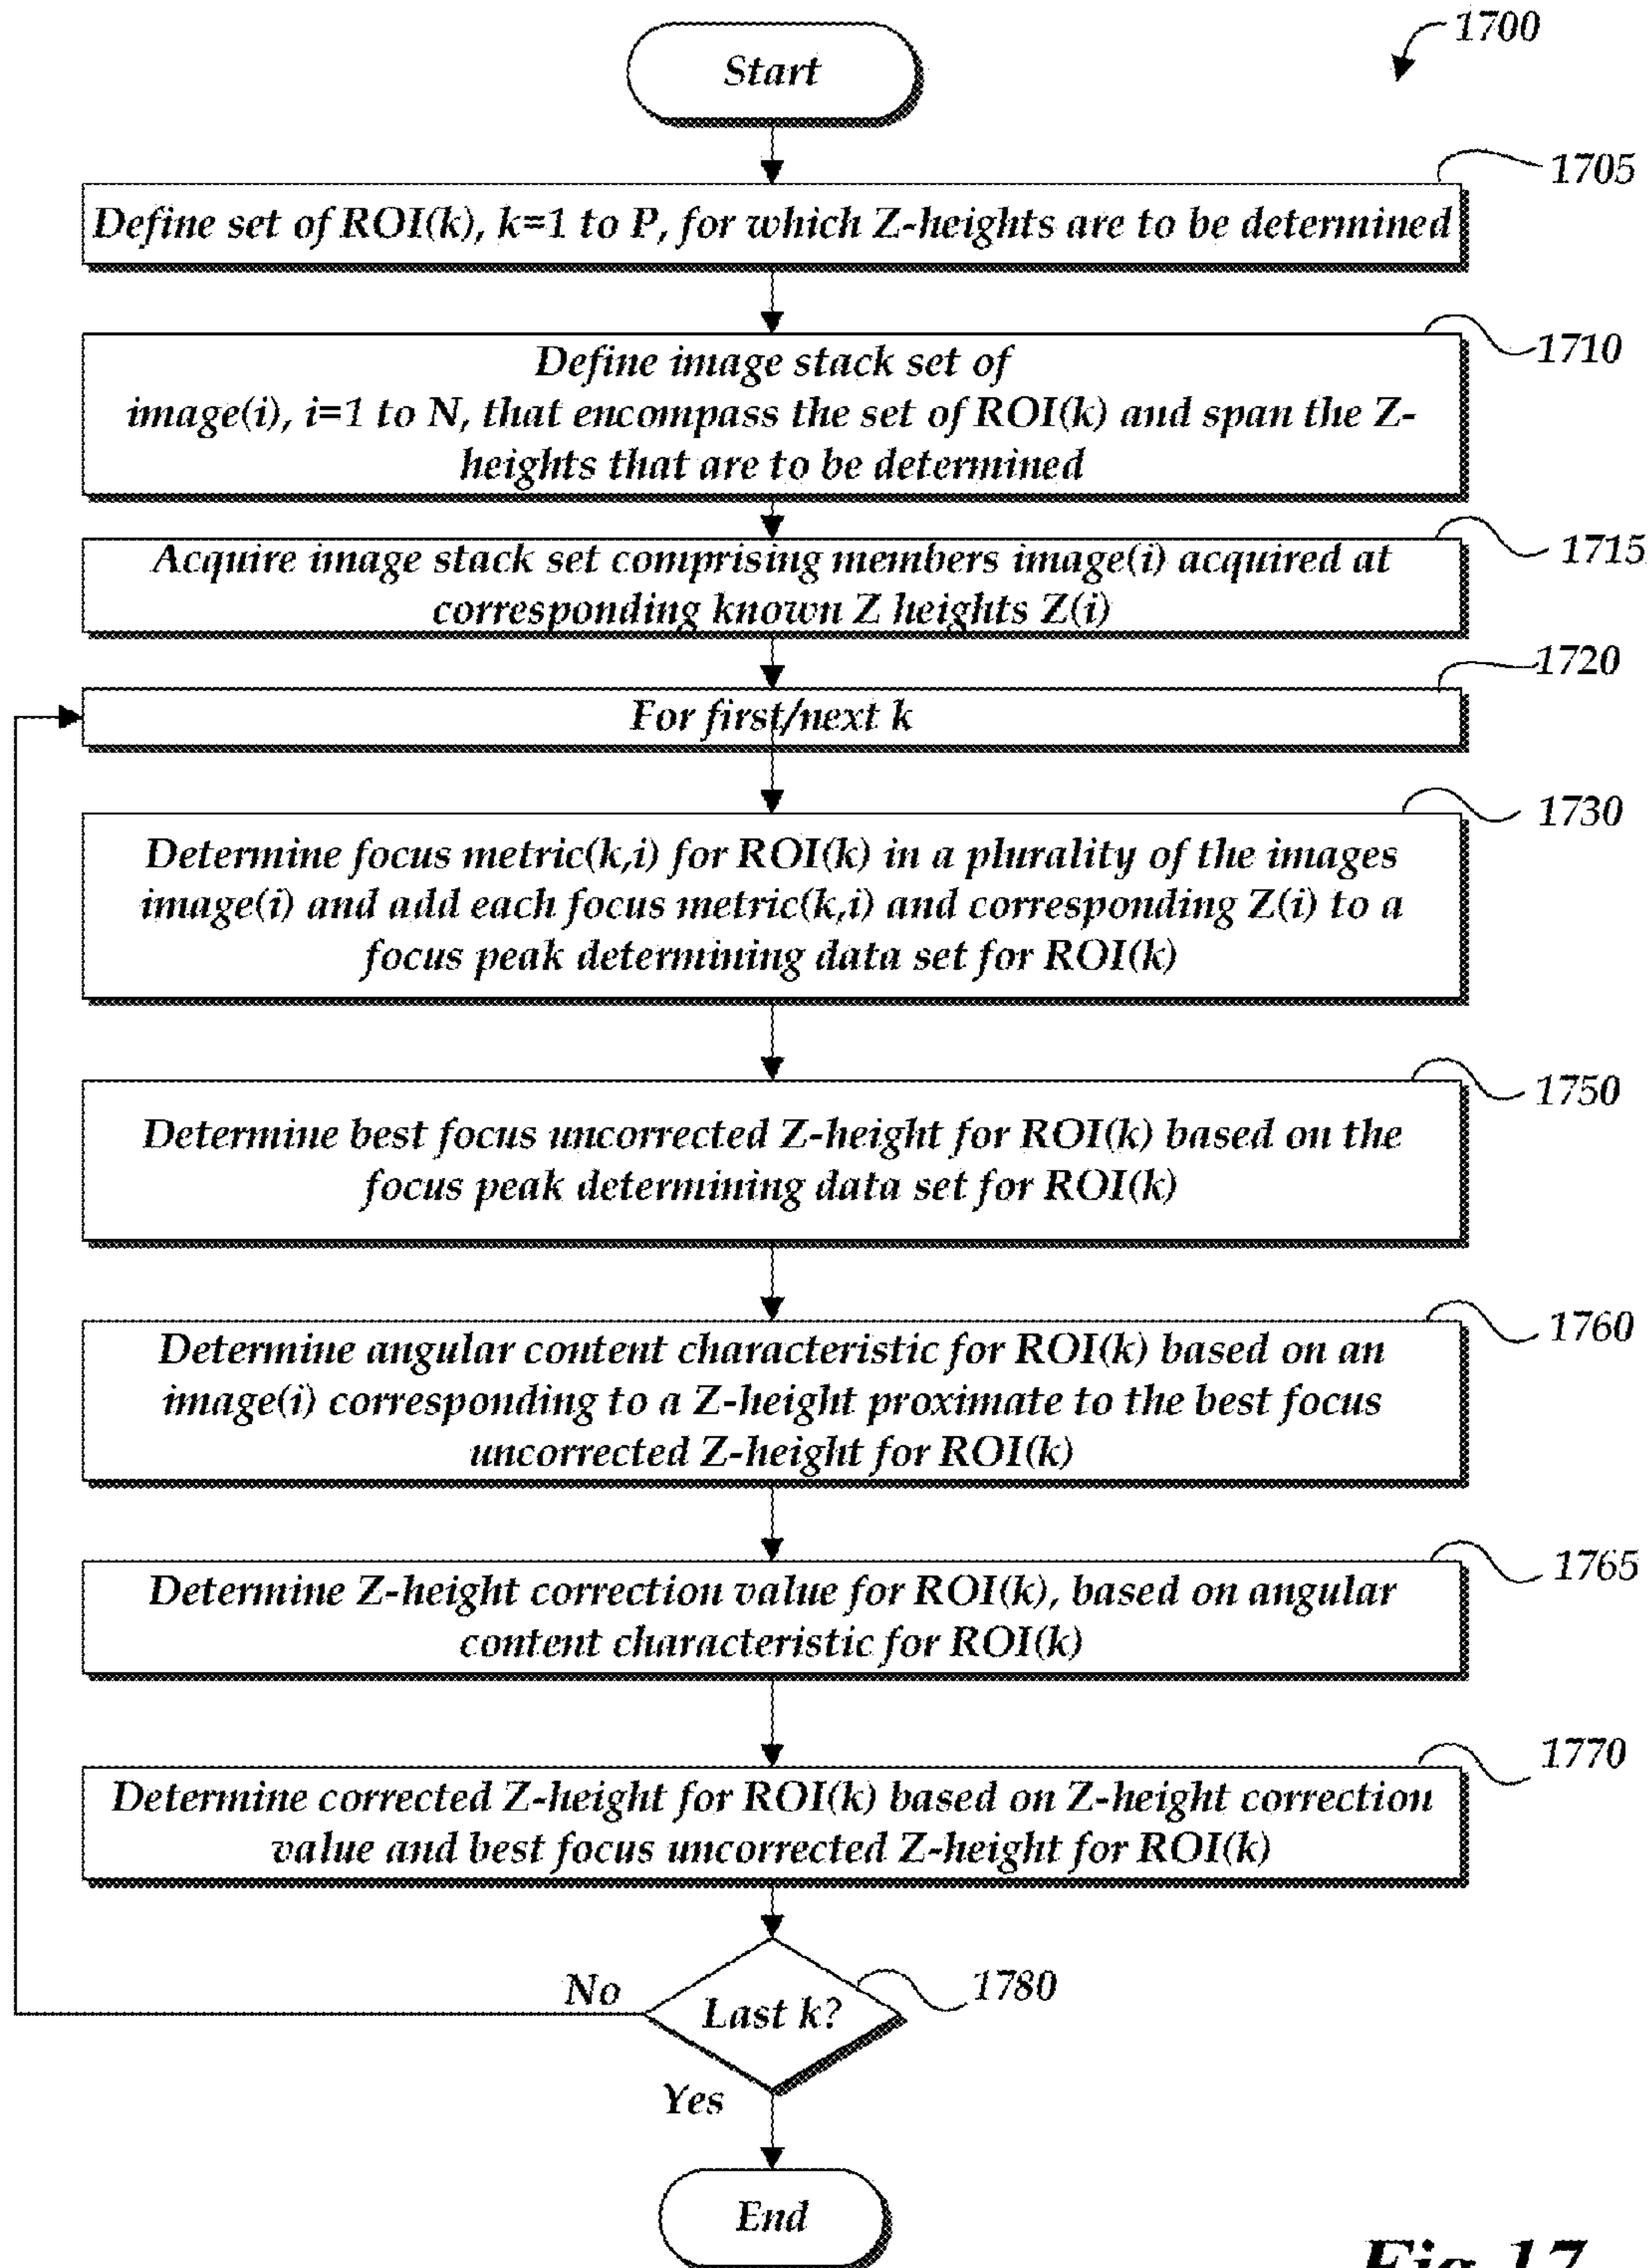 1700
Start
1705
Define set of ROI(k), k=1 to P, for which Z-heights are to be determined
1710
Define image stack set of
image(i), i=1 to N, that encompass the set of ROI(k) and span the Z-
heights that are to be determined
1715
Acquire image stack set comprising members image(i) acquired at
corresponding known Z heights Z(i)
1720
For first/next k
1730
Determine focus metric(k,i) for ROI(k) in a plurality of the images
image(i) and add each focus metric(k,i) and corresponding Z(i) to a
focus peak determining data set for ROI(k)
1750
Determine best focus uncorrected Z-height for ROI(k) based on the
focus peak determining data set for ROI(k)
1760
Determine angular content characteristic for ROI(k) based on an
image(i) corresponding to a Z-height proximate to the best focus
uncorrected Z-height for ROI(k)
1765
Determine Z-height correction value for ROI(k), based on angular
content characteristic for ROI(k)
1770
Determine corrected Z-height for ROI(k) based on Z-height correction
value and best focus uncorrected Z-height for ROI(k)
1780
No
Last k?
Yes
End
Fig.17